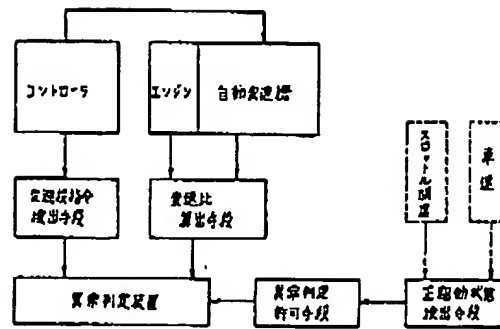 コントローラ
エンジン
自動変速機
スロットル開度
車速
変速段指令
検出手段
変速比
算出手段
異常判定装置
異常判定
許可手段
正駆動状態
検出手段